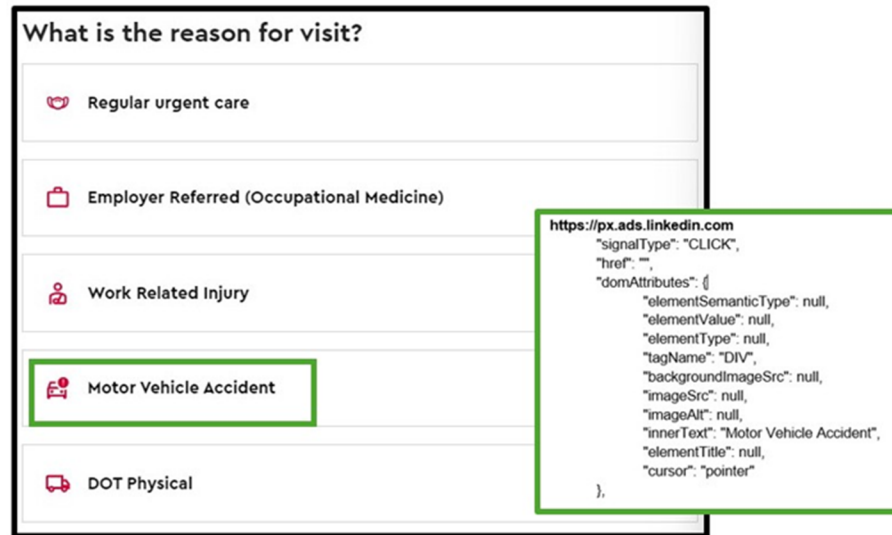 What is the reason for visit?
Regular urgent care
Employer Referred (Occupational Medicine)
Work Related Injury
Motor Vehicle Accident
DOT Physical
https://px.ads.linkedin.com
"signalType": "CLICK",
"href": "",
"domAttributes": {
"elementSemanticType": null,
"elementValue": null,
"elementType": null,
"tagName": "DIV",
"backgroundImageSrc": null,
"imageSrc": null,
"imageAlt": null,
"innerText": "Motor Vehicle Accident",
"elementTitle": null,
"cursor": "pointer"
},